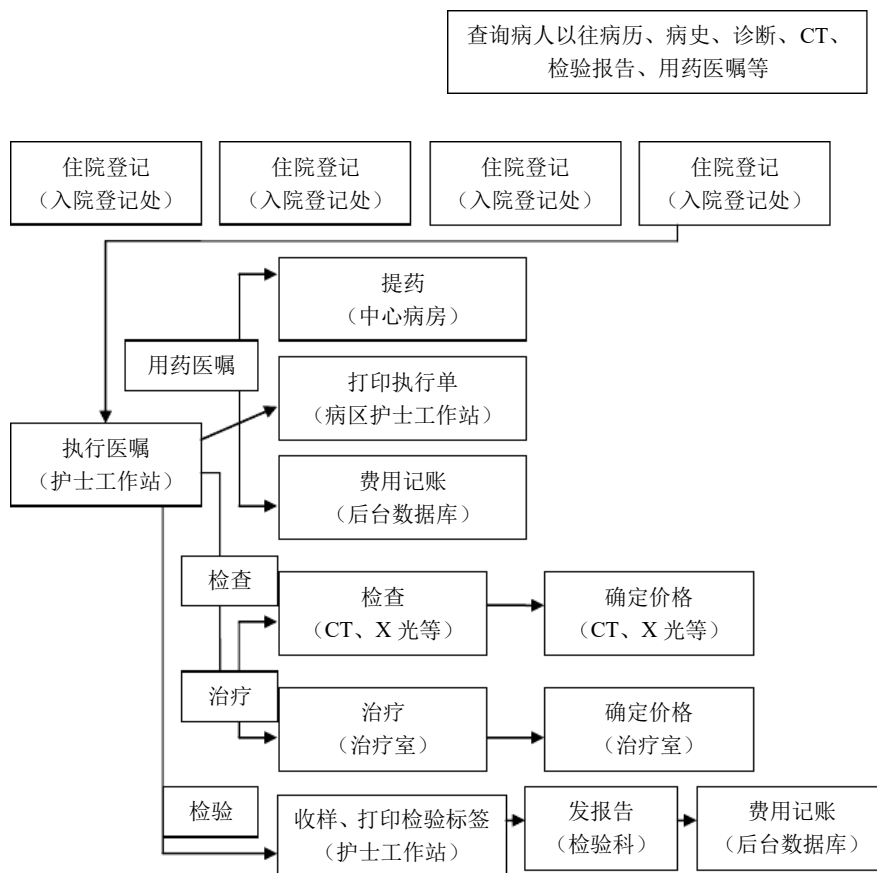 查询病人以往病历、病史、诊断、CT、
检验报告、用药医嘱等
住院登记
（入院登记处）
住院登记
（入院登记处）
住院登记
（入院登记处）
住院登记
（入院登记处）
提药
（中心病房）
用药医嘱
打印执行单
（病区护士工作站）
执行医嘱
（护士工作站）
费用记账
（后台数据库）
检查
检查
（CT、X 光等）
确定价格
（CT、X 光等）
治疗
治疗
（治疗室）
确定价格
（治疗室）
检验
收样、打印检验标签
（护士工作站）
发报告
（检验科）
费用记账
（后台数据库）